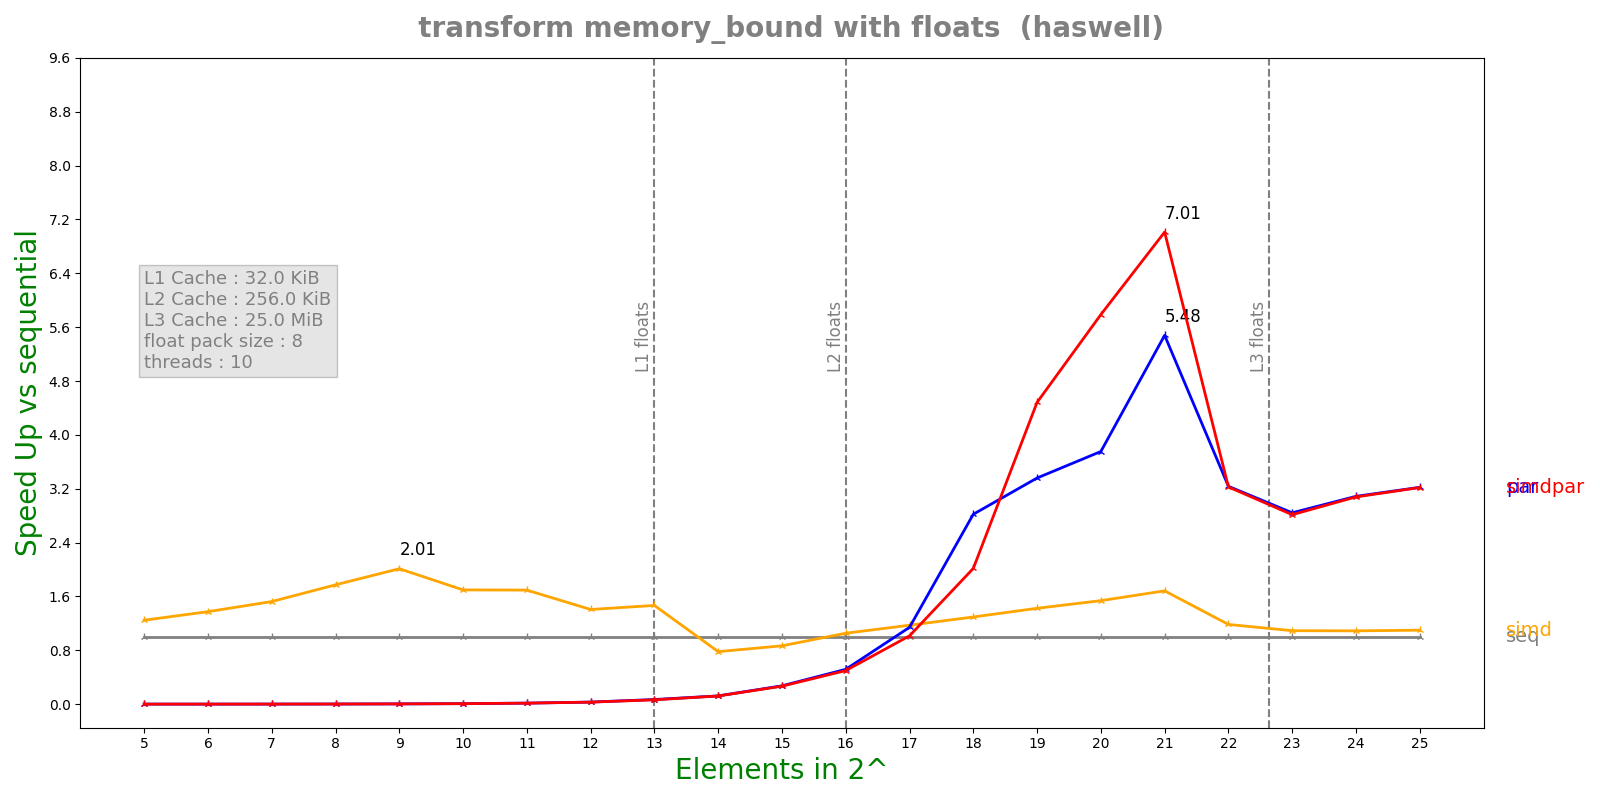 transform memory_bound with floats  (haswell)
9.6
8.8
8.0
7.2
6.4
5.6
4.8
4.0
3.2
2.4
1.6
0.8
0.0
Speed Up vs sequential
L1 Cache : 32.0 KiB
L2 Cache : 256.0 KiB
L3 Cache : 25.0 MiB
float pack size : 8
threads : 10
L1 floats
L2 floats
L3 floats
2.01
7.01
5.48
simdpar
par
simd
seq
5 6 7 8 9 10 11 12 13 14 15 16 17 18 19 20 21 22 23 24 25
Elements in 2^